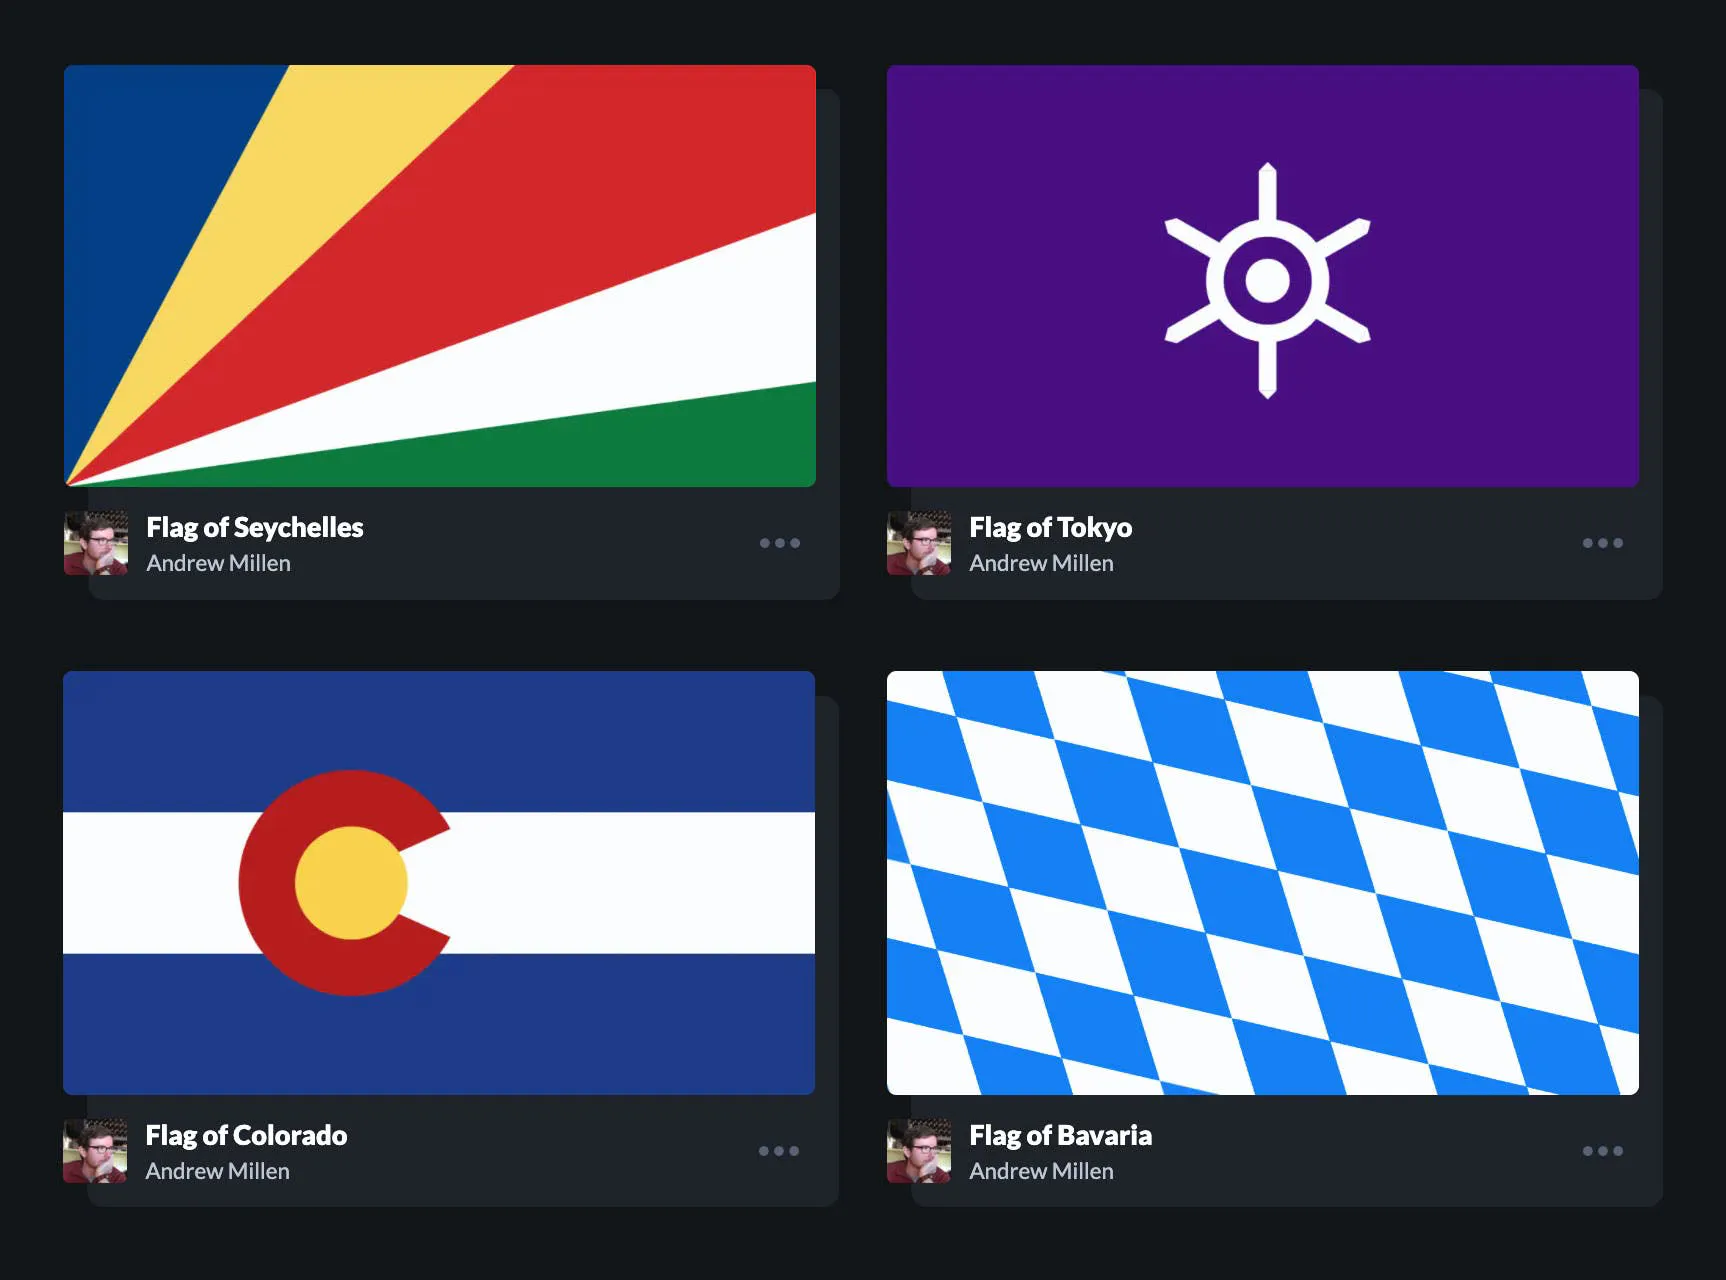 Flag of Seychelles
Andrew Millen
Flag of Tokyo
Andrew Millen
Flag of Colorado
Andrew Millen
Flag of Bavaria
Andrew Millen